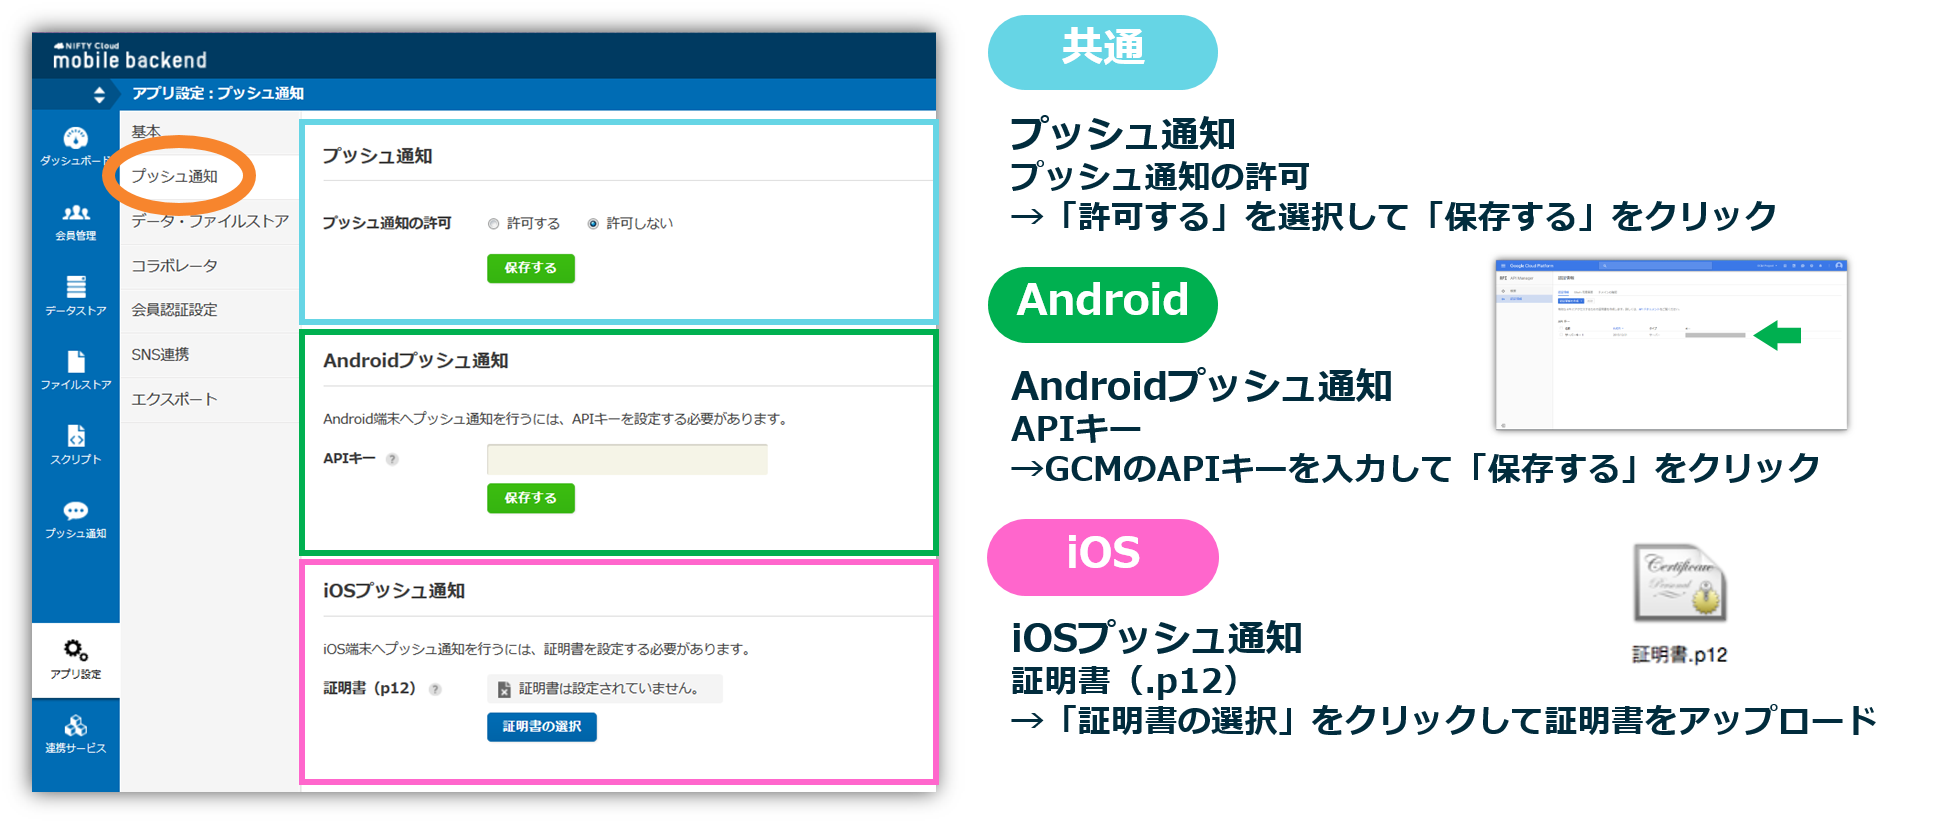 NIFTY Cloud
mobile backend
アプリ設定：プッシュ通知
ダッシュボード
会員管理
データストア
ファイルストア
スクリプト
プッシュ通知
アプリ設定
連携サービス
基本
プッシュ通知
データ・ファイルストア
コラボレータ
会員認証設定
SNS連携
エクスポート
プッシュ通知
プッシュ通知の許可 許可する 許可しない
保存する
Androidプッシュ通知
Android端末へプッシュ通知を行うには、APIキーを設定する必要があります。
APIキー ?
保存する
iOSプッシュ通知
iOS端末へプッシュ通知を行うには、証明書を設定する必要があります。
証明書（p12） ? 証明書は設定されていません。
証明書の選択
共通
プッシュ通知
プッシュ通知の許可
→「許可する」を選択して「保存する」をクリック
Android
Androidプッシュ通知
APIキー
→GCMのAPIキーを入力して「保存する」をクリック
Google Cloud Platform
API API Manager
認証情報
iOS
iOSプッシュ通知
証明書（.p12）
→「証明書の選択」をクリックして証明書をアップロード
Certificate
Personal
証明書.p12